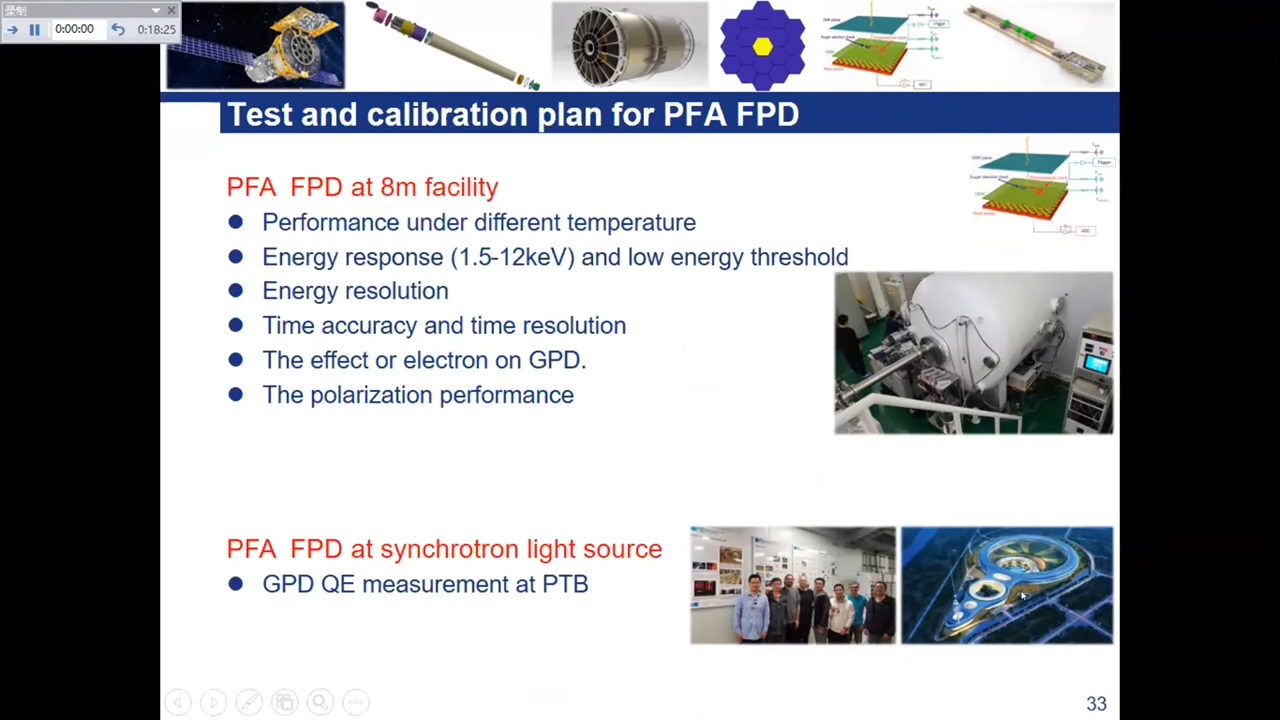 录制
0:00:00
0:18:25
Test and calibration plan for PFA FPD
PFA FPD at 8m facility
Performance under different temperature
Energy response (1.5-12keV) and low energy threshold
Energy resolution
Time accuracy and time resolution
The effect or electron on GPD.
The polarization performance
PFA FPD at synchrotron light source
GPD QE measurement at PTB
33